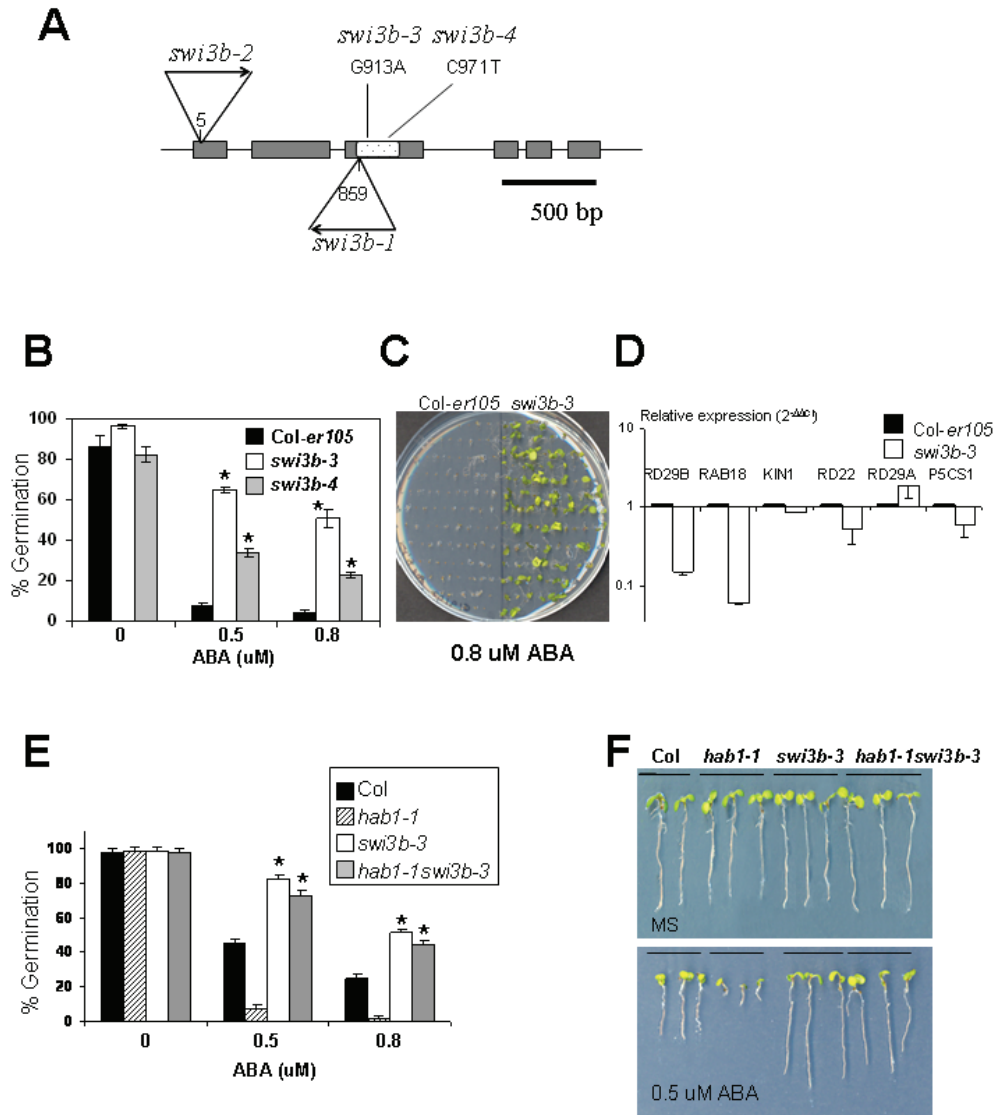 A
swi3b-3 swi3b-4
swi3b-2
G913A C971T
5
859
500 bp
swi3b-1
B
100
80
60
40
20
0
% Germination
Col-er105
swi3b-3
swi3b-4
* * * *
0 0.5 0.8
ABA (uM)
C
Col-er105 swi3b-3
0.8 uM ABA
D
Relative expression (2-ΔΔCt)
Col-er105
swi3b-3
10
1
0.1
RD29B RAB18 KIN1 RD22 RD29A P5CS1
E
Col
hab1-1
swi3b-3
hab1-1swi3b-3
100
80
60
40
20
0
% Germination
* * * *
0 0.5 0.8
ABA (uM)
F
Col hab1-1 swi3b-3 hab1-1swi3b-3
MS
0.5 uM ABA